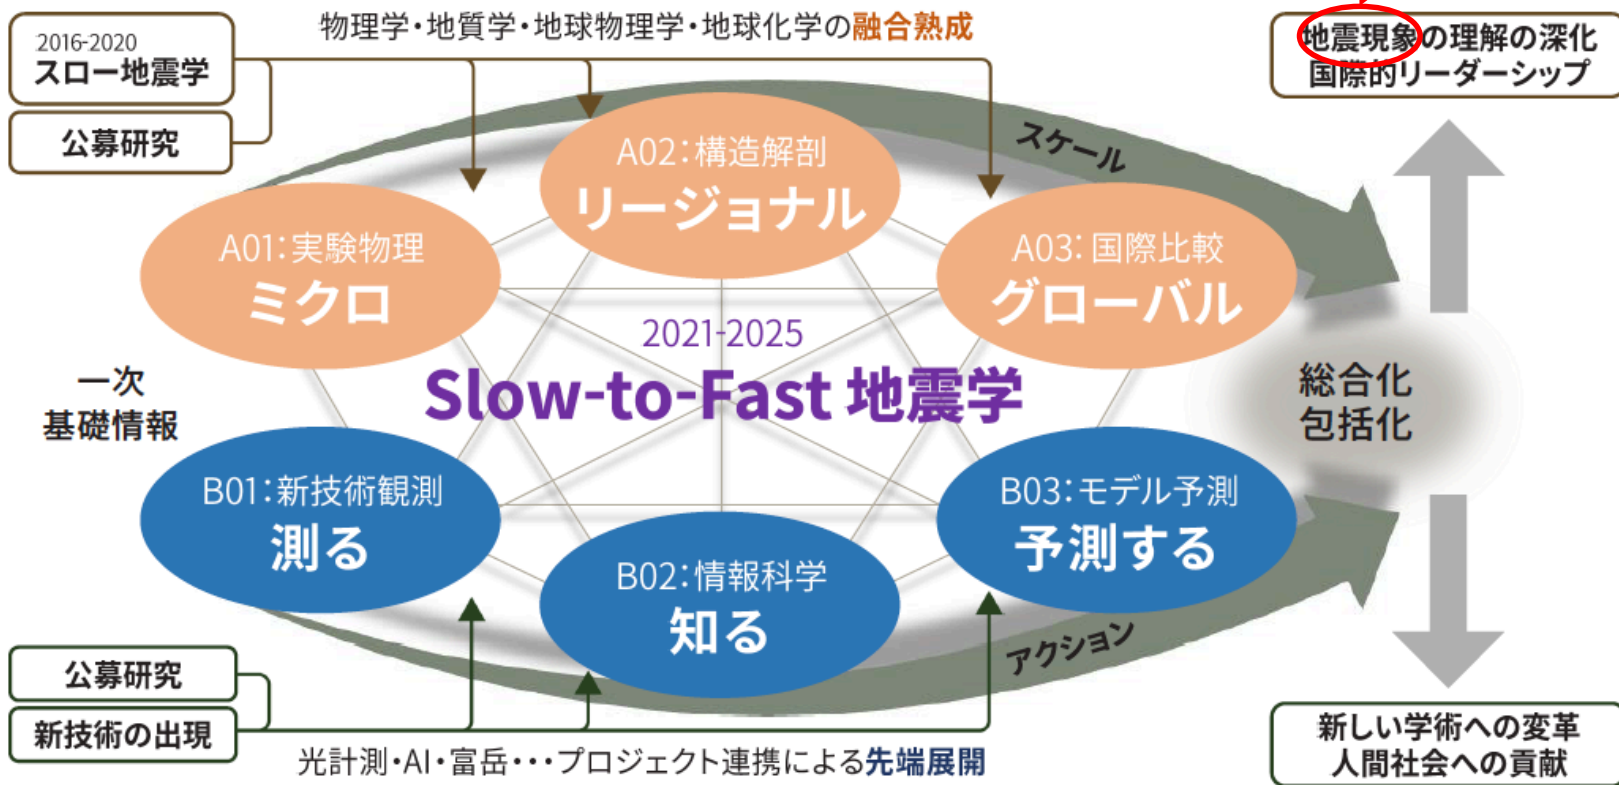 物理学・地質学・地球物理学・地球化学の融合熟成
2016-2020
スロー地震学
公募研究
地震現象の理解の深化
国際的リーダーシップ
スケール
A02：構造解剖
リージョナル
A01：実験物理
ミクロ
A03：国際比較
グローバル
2021-2025
Slow-to-Fast 地震学
一次
基礎情報
総合化
包括化
B01：新技術観測
測る
B02：情報科学
知る
B03：モデル予測
予測する
アクション
公募研究
新技術の出現
光計測・AI・富岳・・・プロジェクト連携による先端展開
新しい学術への変革
人間社会への貢献